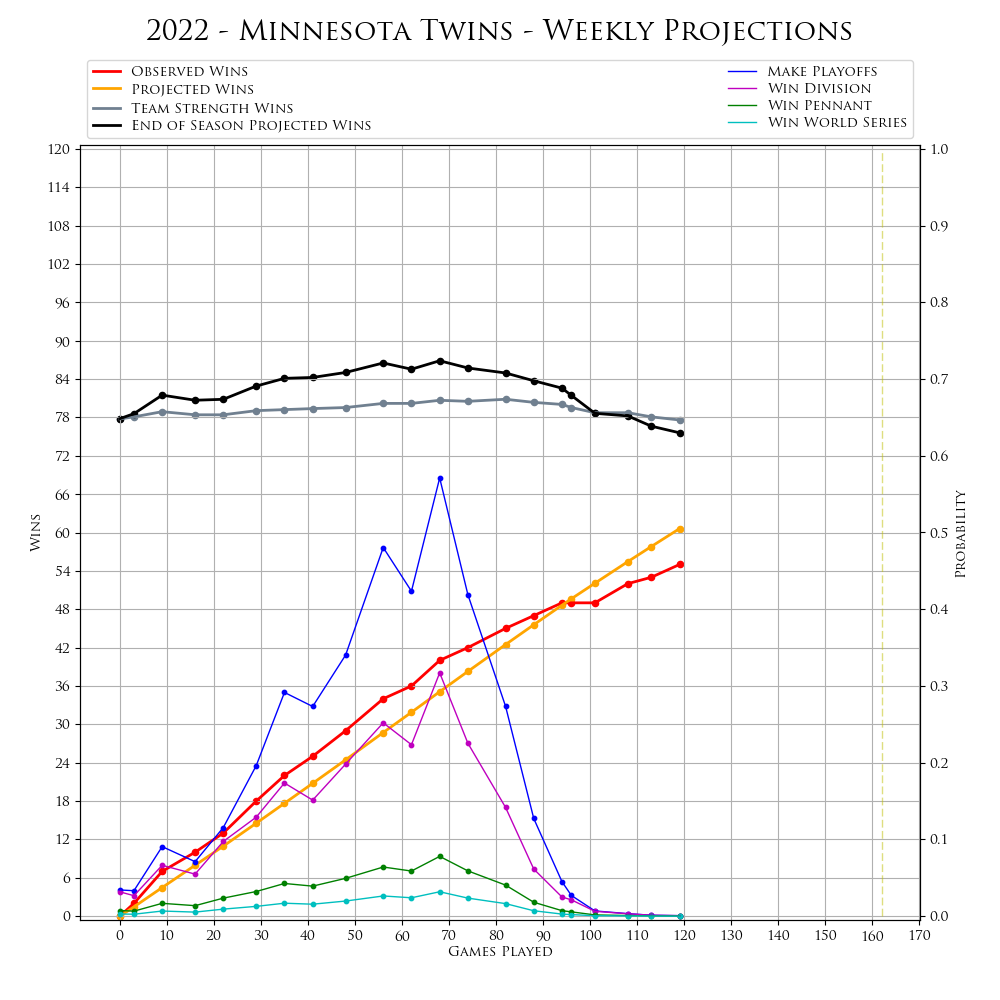 2022 - Minnesota Twins - Weekly Projections
Observed Wins
Projected Wins
Team Strength Wins
End of Season Projected Wins
Make Playoffs
Win Division
Win Pennant
Win World Series
120
114
108
102
96
90
84
78
72
66
60
54
48
42
36
30
24
18
12
6
0
Wins
1.0
0.9
0.8
0.7
0.6
0.5
0.4
0.3
0.2
0.1
0.0
Probability
0 10 20 30 40 50 60 70 80 90 100 110 120 130 140 150 160 170
Games Played